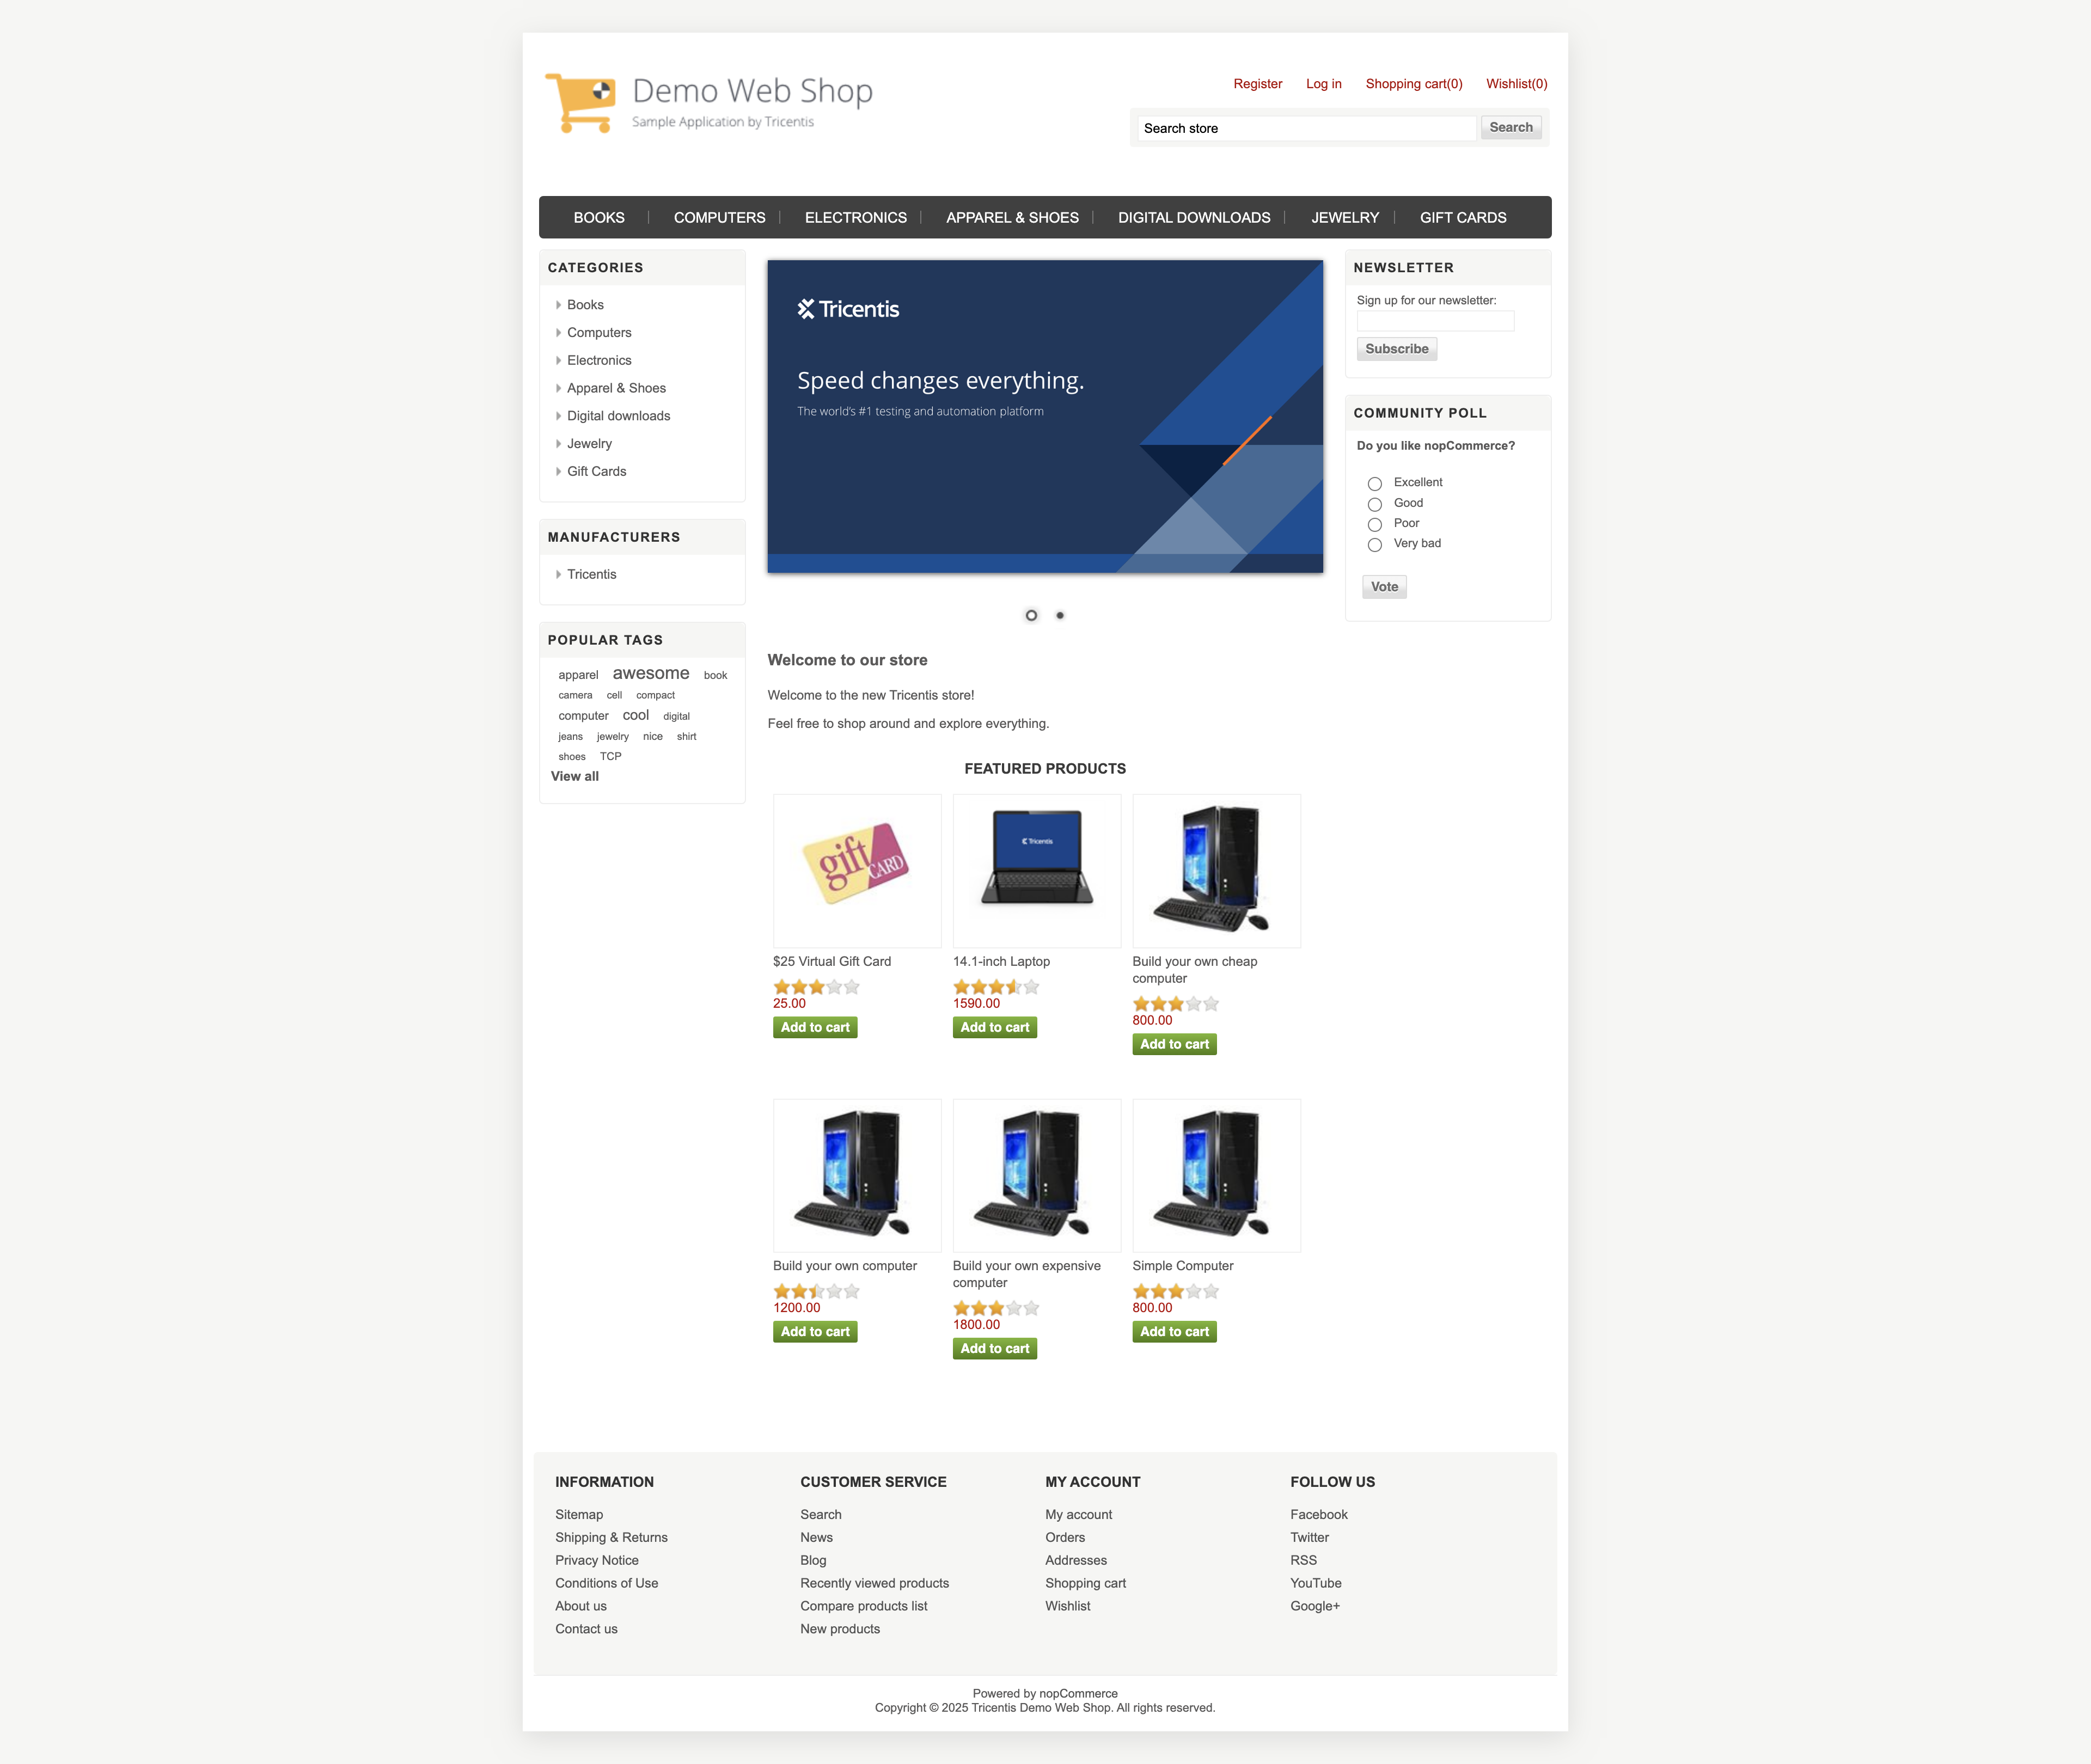 Demo Web Shop
Sample Application by Tricentis
Register Log in Shopping cart(0) Wishlist(0)
Search store Search
BOOKS COMPUTERS ELECTRONICS APPAREL & SHOES DIGITAL DOWNLOADS JEWELRY GIFT CARDS
CATEGORIES
Books
Computers
Electronics
Apparel & Shoes
Digital downloads
Jewelry
Gift Cards
MANUFACTURERS
Tricentis
POPULAR TAGS
apparel awesome book
camera cell compact
computer cool digital
jeans jewelry nice shirt
shoes TCP
View all
Tricentis
Speed changes everything.
The world's #1 testing and automation platform
Welcome to our store
Welcome to the new Tricentis store!
Feel free to shop around and explore everything.
FEATURED PRODUCTS
gift CARD
$25 Virtual Gift Card
25.00
Add to cart
Tricentis
14.1-inch Laptop
1590.00
Add to cart
Build your own cheap
computer
800.00
Add to cart
Build your own computer
1200.00
Add to cart
Build your own expensive
computer
1800.00
Add to cart
Simple Computer
800.00
Add to cart
NEWSLETTER
Sign up for our newsletter:
Subscribe
COMMUNITY POLL
Do you like nopCommerce?
Excellent
Good
Poor
Very bad
Vote
INFORMATION
Sitemap
Shipping & Returns
Privacy Notice
Conditions of Use
About us
Contact us
CUSTOMER SERVICE
Search
News
Blog
Recently viewed products
Compare products list
New products
MY ACCOUNT
My account
Orders
Addresses
Shopping cart
Wishlist
FOLLOW US
Facebook
Twitter
RSS
YouTube
Google+
Powered by nopCommerce
Copyright © 2025 Tricentis Demo Web Shop. All rights reserved.